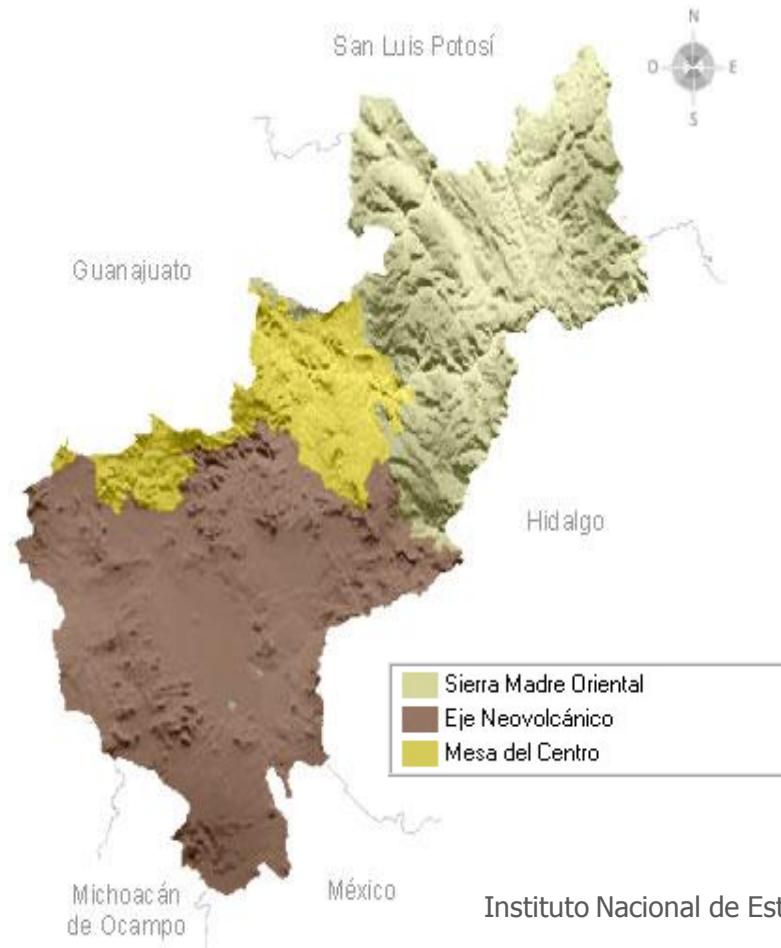 San Luis Potosí
N
O
E
S
Guanajuato
Hidalgo
Sierra Madre Oriental
Eje Neovolcánico
Mesa del Centro
Michoacán
de Ocampo
México
Instituto Nacional de Est